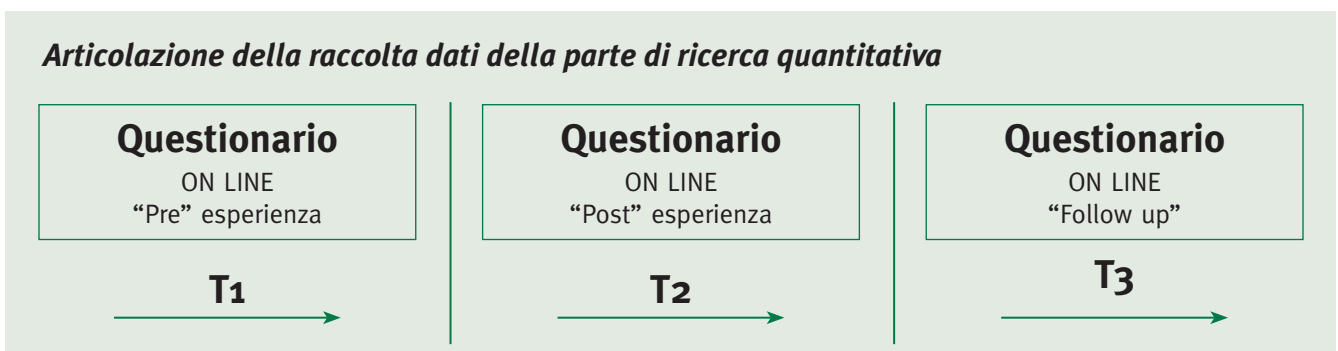 Articolazione della raccolta dati della parte di ricerca quantitativa
Questionario
ON LINE
“Pre” esperienza
T1
Questionario
ON LINE
“Post” esperienza
T2
Questionario
ON LINE
“Follow up”
T3